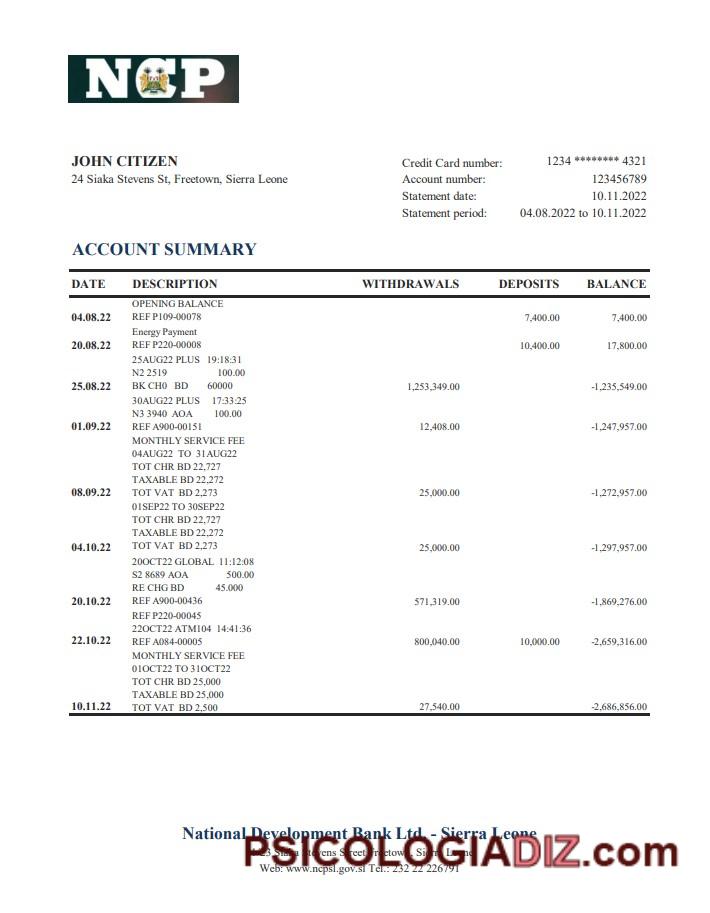 NCP
JOHN CITIZEN
24 Siaka Stevens St, Freetown, Sierra Leone
Credit Card number: 1234 ******** 4321
Account number: 123456789
Statement date: 10.11.2022
Statement period: 04.08.2022 to 10.11.2022
ACCOUNT SUMMARY
DATE DESCRIPTION WITHDRAWALS DEPOSITS BALANCE
OPENING BALANCE
04.08.22 REF P109-00078 7,400.00 7,400.00
Energy Payment
20.08.22 REF P220-00008 10,400.00 17,800.00
25AUG22 PLUS 19:18:31
N2 2519 100.00
25.08.22 BK CH0 BD 60000 1,253,349.00 -1,235,549.00
30AUG22 PLUS 17:33:25
N3 3940 AOA 100.00
01.09.22 REF A900-00151 12,408.00 -1,247,957.00
MONTHLY SERVICE FEE
04AUG22 TO 31AUG22
TOT CHR BD 22,727
TAXABLE BD 22,272
08.09.22 TOT VAT BD 2,273 25,000.00 -1,272,957.00
01SEP22 TO 30SEP22
TOT CHR BD 22,727
TAXABLE BD 22,272
04.10.22 TOT VAT BD 2,273 25,000.00 -1,297,957.00
20OCT22 GLOBAL 11:12:08
S2 8689 AOA 500.00
RE CHG BD 45.000
20.10.22 REF A900-00436 571,319.00 -1,869,276.00
REF P220-00045
22OCT22 ATM104 14:41:36
22.10.22 REF A084-00005 800,040.00 10,000.00 -2,659,316.00
MONTHLY SERVICE FEE
01OCT22 TO 31OCT22
TOT CHR BD 25,000
TAXABLE BD 25,000
10.11.22 TOT VAT BD 2,500 27,540.00 -2,686,856.00
National Development Bank Ltd. - Sierra Leone
Siaka Stevens Street Freetown, Sierra
PSICOLOGIADIZ.com
Web: www.ncpsl.gov.sl Tel.: 232 22 226791